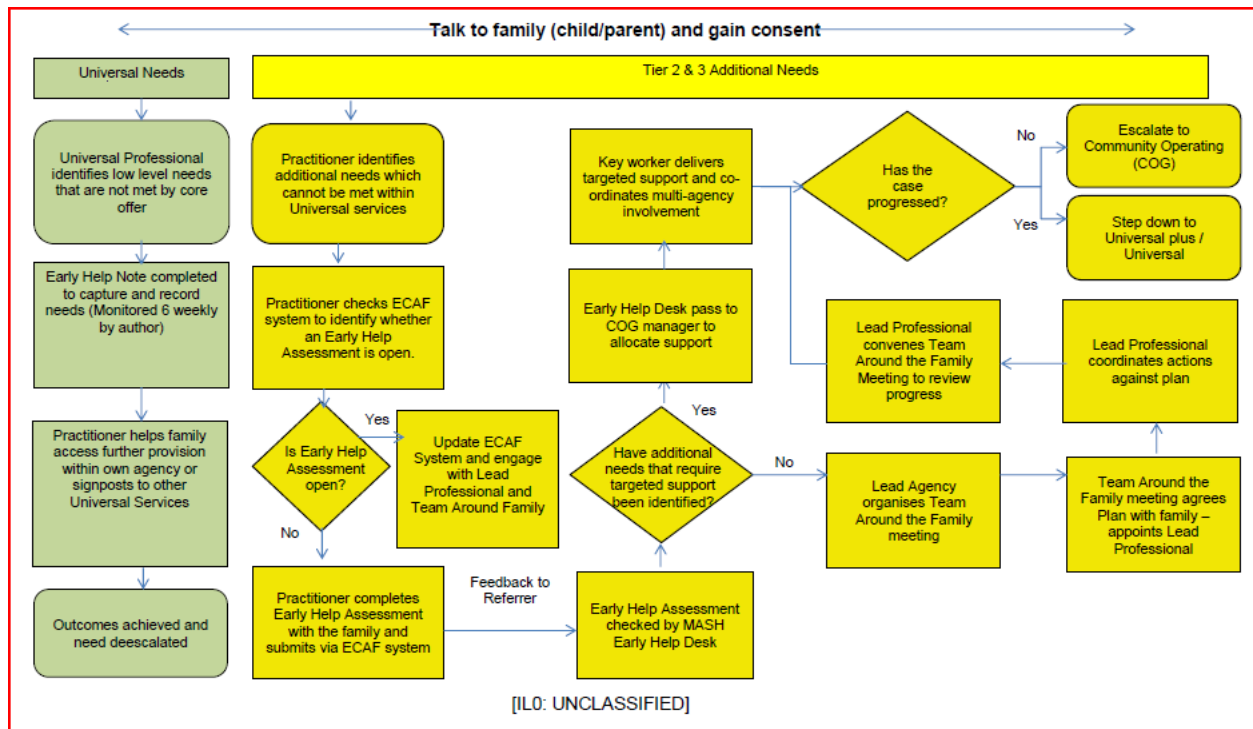 Talk to family (child/parent) and gain consent
Universal Needs
Tier 2 & 3 Additional Needs
Universal Professional
identifies low level needs
that are not met by core
offer
Early Help Note completed
to capture and record
needs (Monitored 6 weekly
by author)
Practitioner helps family
access further provision
within own agency or
signposts to other
Universal Services
Outcomes achieved and
need deescalated
Practitioner identifies
additional needs which
cannot be met within
Universal services
Practitioner checks ECAF
system to identify whether
an Early Help
Assessment is open.
Is Early Help
Assessment
open?
Yes
Update ECAF
System and engage
with Lead
Professional and
Team Around Family
No
Practitioner completes
Early Help Assessment
with the family and
submits via ECAF system
Feedback to
Referrer
Early Help Assessment
checked by MASH
Early Help Desk
Have additional
needs that require
targeted support
been identified?
Yes
Early Help Desk pass to
COG manager to
allocate support
Key worker delivers
targeted support and co-
ordinates multi-agency
involvement
No
Lead Agency
organises Team
Around the Family
meeting
Team Around the
Family meeting agrees
Plan with family –
appoints Lead
Professional
Lead Professional
coordinates actions
against plan
Lead Professional
convenes Team
Around the Family
Meeting to review
progress
Has the
case
progressed?
No
Escalate to
Community Operating
(COG)
Yes
Step down to
Universal plus /
Universal
[IL0: UNCLASSIFIED]